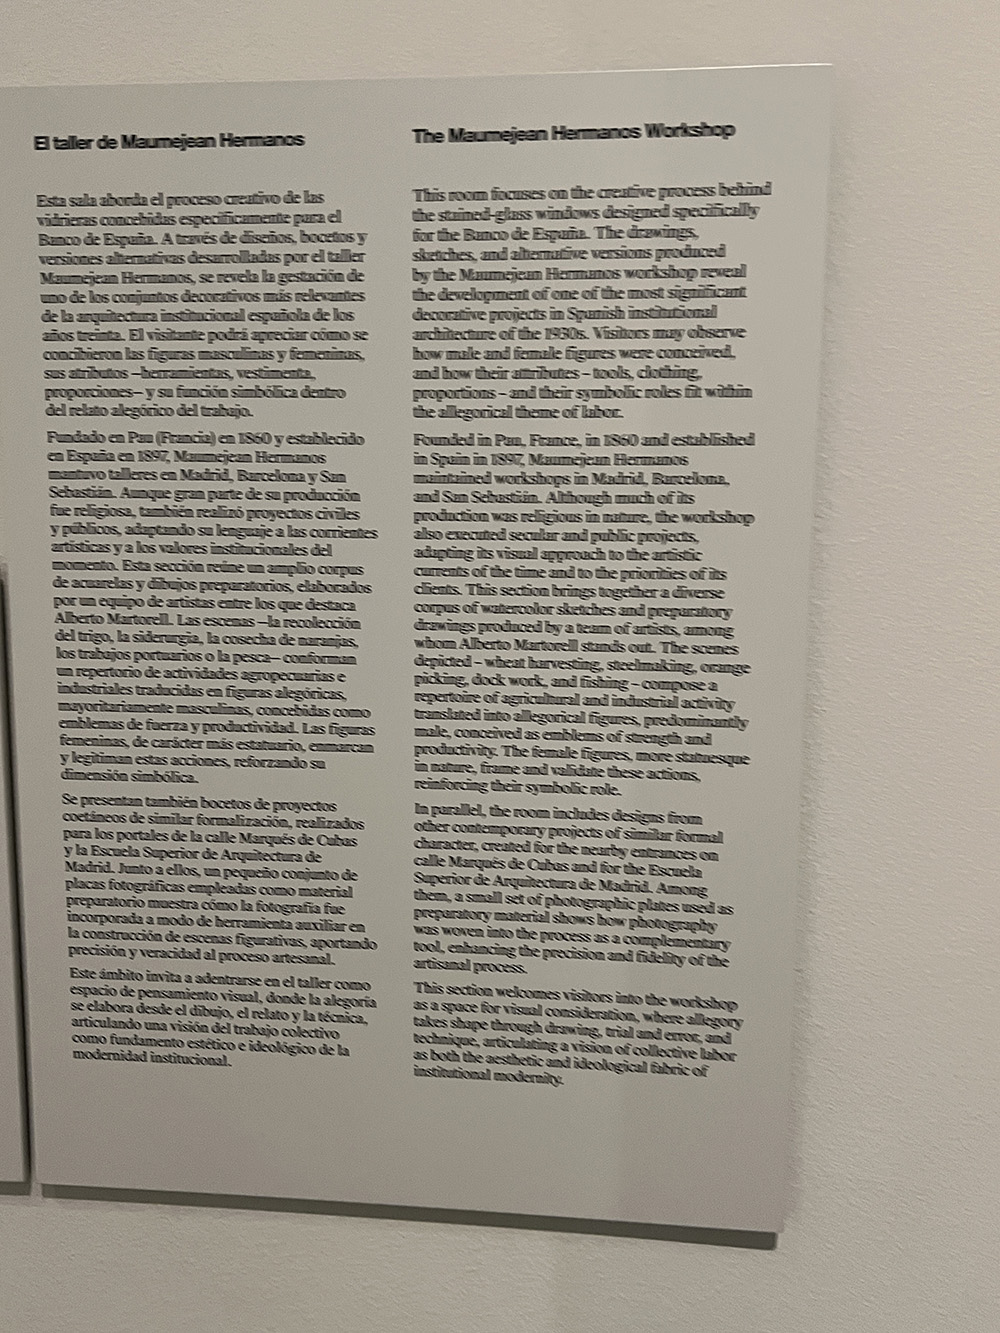 El taller de Maumejean Hermanos
Esta sala aborda el proceso creativo de las
vidrieras concebidas específicamente para el
Banco de España. A través de diseños, bocetos y
versiones alternativas desarrolladas por el taller
Maumejean Hermanos, se revela la gestación de
uno de los conjuntos decorativos más relevantes
de la arquitectura institucional española de los
años treinta. El visitante podrá apreciar cómo se
concibieron las figuras masculinas y femeninas,
sus atributos –herramientas, vestimenta,
proporciones– y su función simbólica dentro
del relato alegórico del trabajo.
Fundado en Pau (Francia) en 1860 y establecido
en España en 1897, Maumejean Hermanos
mantuvo talleres en Madrid, Barcelona y San
Sebastián. Aunque gran parte de su producción
fue religiosa, también realizó proyectos civiles
y públicos, adaptando su lenguaje a las corrientes
artísticas y a los valores institucionales del
momento. Esta sección reúne un amplio corpus
de acuarelas y dibujos preparatorios, elaborados
por un equipo de artistas entre los que destaca
Alberto Martorell. Las escenas –la recolección
del trigo, la siderurgia, la cosecha de naranjas,
los trabajos portuarios o la pesca– conforman
un repertorio de actividades agropecuarias e
industriales traducidas en figuras alegóricas,
mayoritariamente masculinas, concebidas como
emblemas de fuerza y productividad. Las figuras
femeninas, de carácter más estatuario, enmarcan
y legitiman estas acciones, reforzando su
dimensión simbólica.
Se presentan también bocetos de proyectos
coetáneos de similar formalización, realizados
para los portales de la calle Marqués de Cubas
y la Escuela Superior de Arquitectura de
Madrid. Junto a ellos, un pequeño conjunto de
placas fotográficas empleadas como material
preparatorio muestra cómo la fotografía fue
incorporada a modo de herramienta auxiliar en
la construcción de escenas figurativas, aportando
precisión y veracidad al proceso artesanal.
Este ámbito invita a adentrarse en el taller como
espacio de pensamiento visual, donde la alegoría
se elabora desde el dibujo, el relato y la técnica,
articulando una visión del trabajo colectivo
como fundamento estético e ideológico de la
modernidad institucional.
The Maumejean Hermanos Workshop
This room focuses on the creative process behind
the stained-glass windows designed specifically
for the Banco de España. The drawings,
sketches, and alternative versions produced
by the Maumejean Hermanos workshop reveal
the development of one of the most significant
decorative projects in Spanish institutional
architecture of the 1930s. Visitors may observe
how male and female figures were conceived,
and how their attributes – tools, clothing,
proportions – and their symbolic roles fit within
the allegorical theme of labor.
Founded in Pau, France, in 1860 and established
in Spain in 1897, Maumejean Hermanos
maintained workshops in Madrid, Barcelona,
and San Sebastián. Although much of its
production was religious in nature, the workshop
also executed secular and public projects,
adapting its visual approach to the artistic
currents of the time and to the priorities of its
clients. This section brings together a diverse
corpus of watercolor sketches and preparatory
drawings produced by a team of artists, among
whom Alberto Martorell stands out. The scenes
depicted – wheat harvesting, steelmaking, orange
picking, dock work, and fishing – compose a
repertoire of agricultural and industrial activity
translated into allegorical figures, predominantly
male, conceived as emblems of strength and
productivity. The female figures, more statuesque
in nature, frame and validate these actions,
reinforcing their symbolic role.
In parallel, the room includes designs from
other contemporary projects of similar formal
character, created for the nearby entrances on
calle Marqués de Cubas and for the Escuela
Superior de Arquitectura de Madrid. Among
them, a small set of photographic plates used as
preparatory material shows how photography
was woven into the process as a complementary
tool, enhancing the precision and fidelity of the
artisanal process.
This section welcomes visitors into the workshop
as a space for visual consideration, where allegory
takes shape through drawing, trial and error, and
technique, articulating a vision of collective labor
as both the aesthetic and ideological fabric of
institutional modernity.